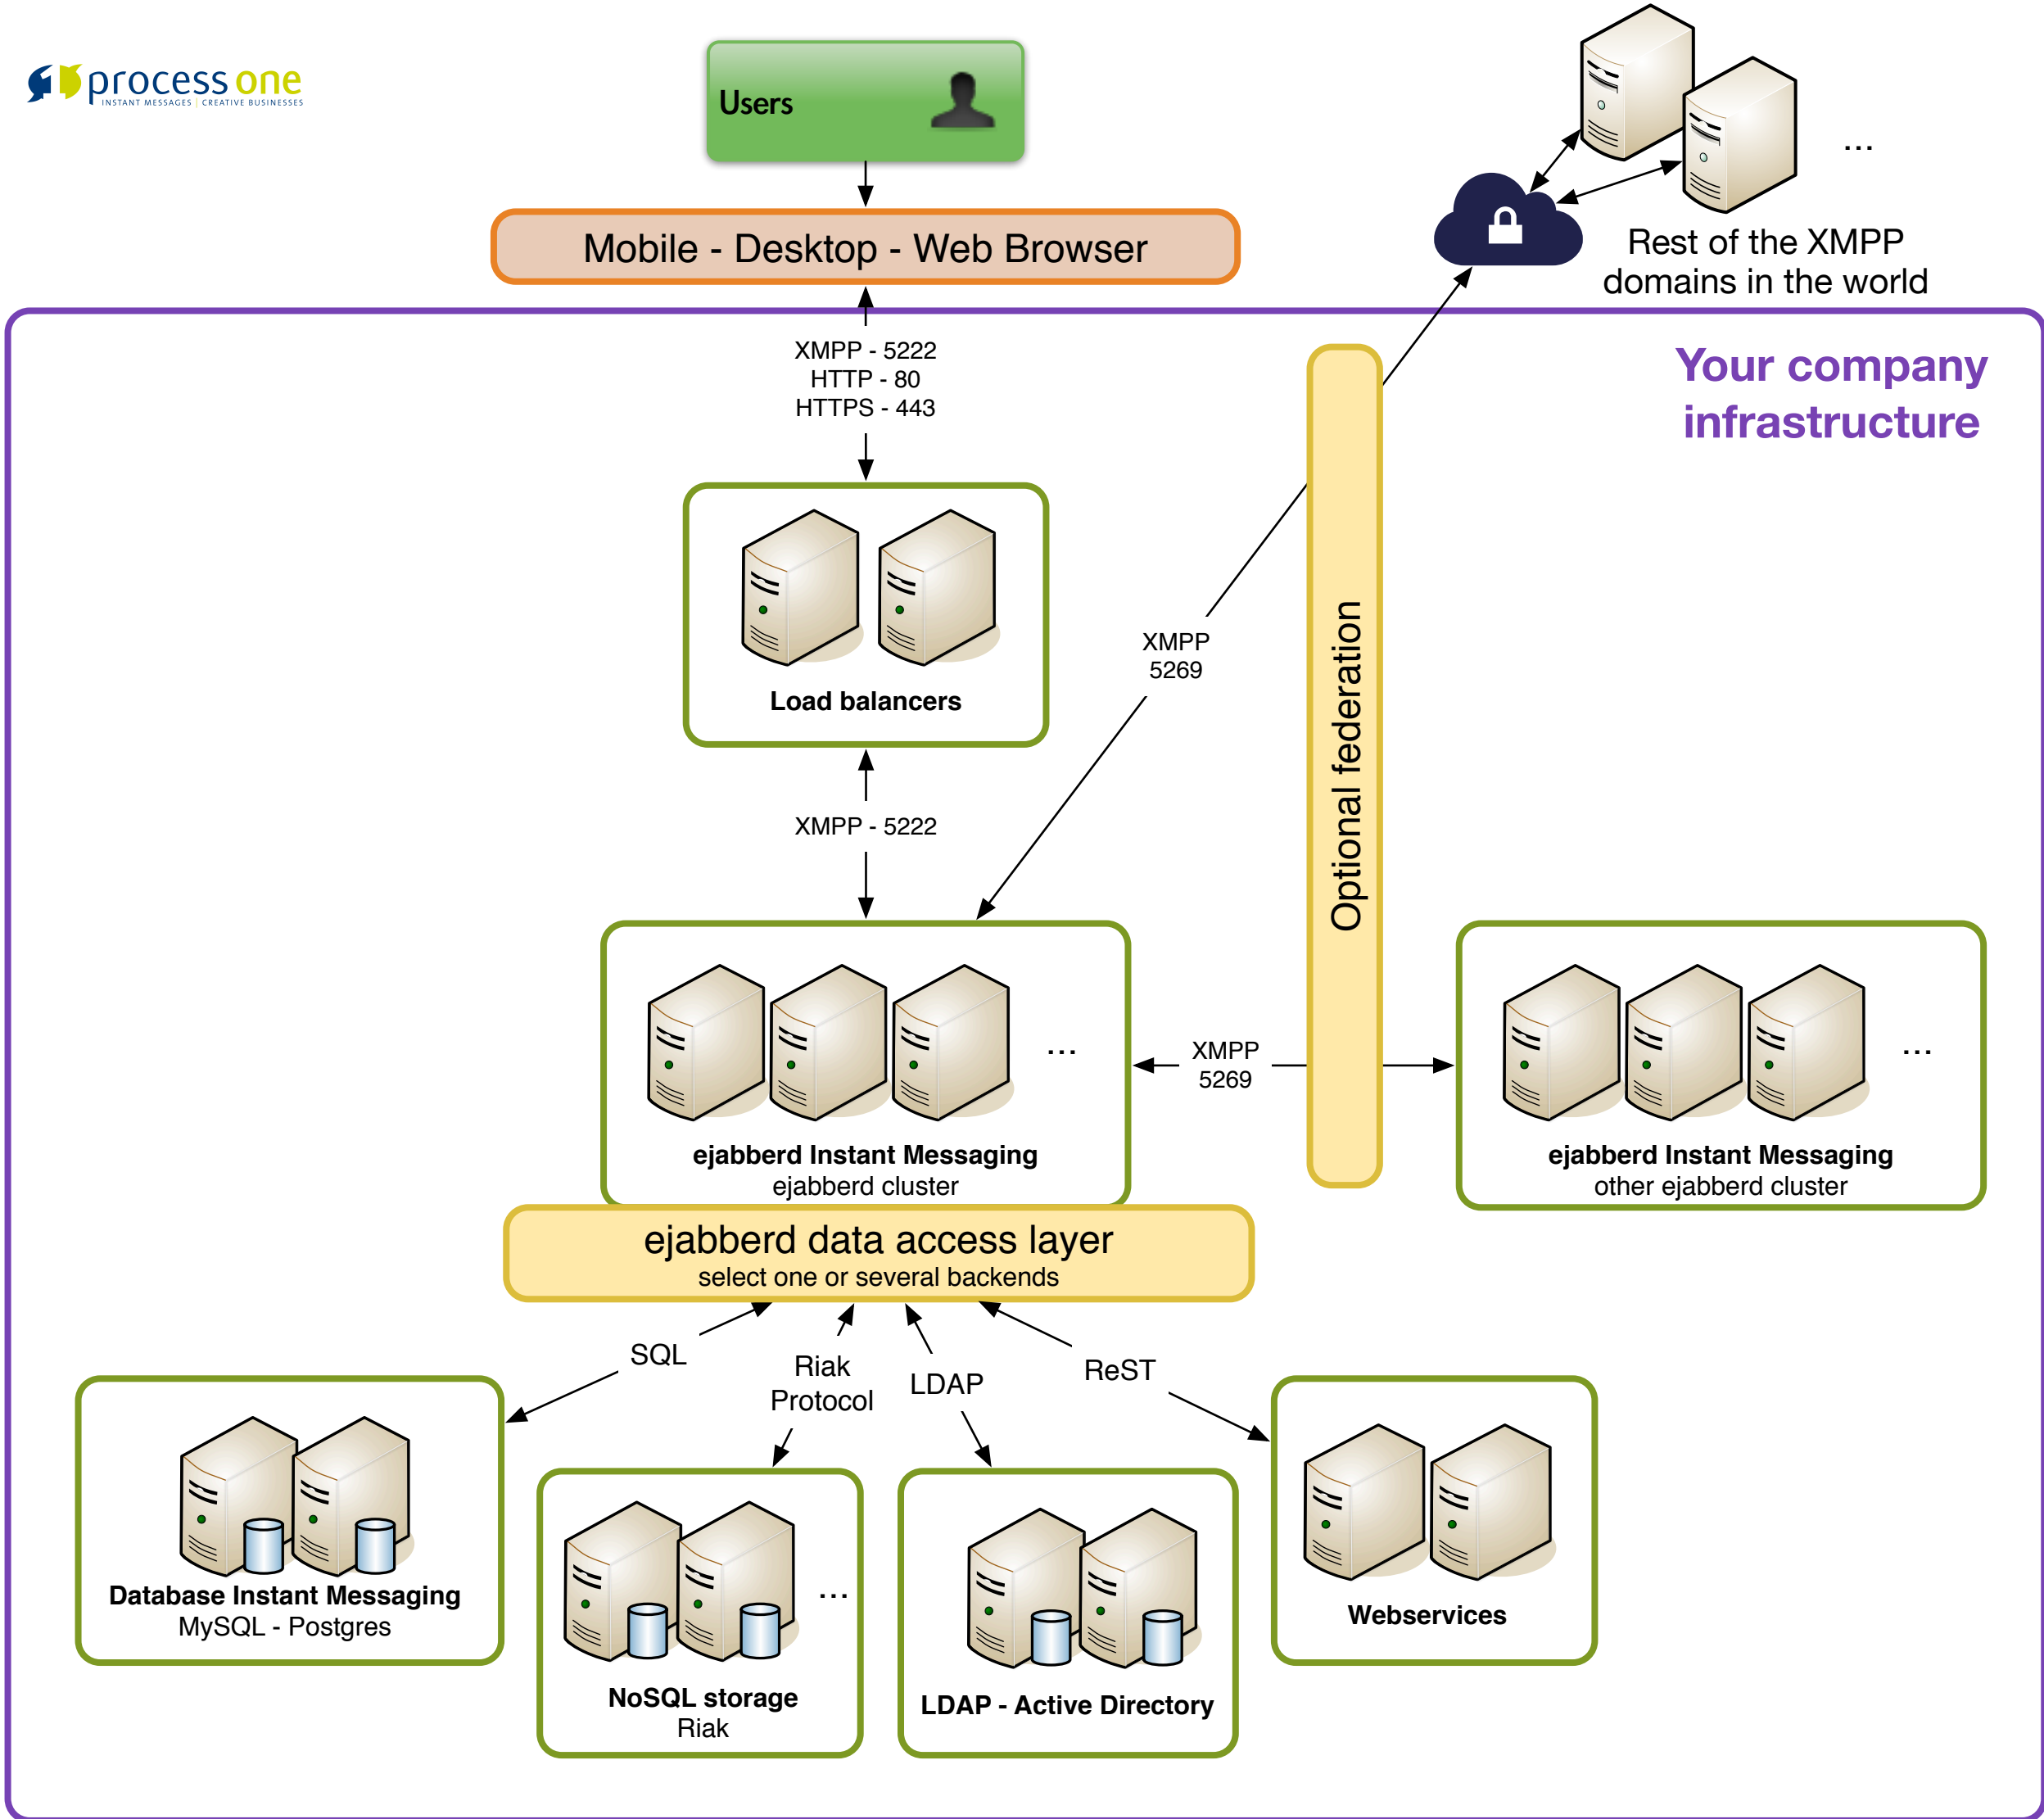 process one
INSTANT MESSAGES | CREATIVE BUSINESSES
Users
...
Mobile - Desktop - Web Browser
Rest of the XMPP
domains in the world
Your company
infrastructure
XMPP - 5222
HTTP - 80
HTTPS - 443
Load balancers
XMPP
5269
Optional federation
XMPP - 5222
...
XMPP
5269
...
ejabberd Instant Messaging
ejabberd cluster
ejabberd Instant Messaging
other ejabberd cluster
ejabberd data access layer
select one or several backends
SQL
Riak
Protocol
LDAP
ReST
Database Instant Messaging
MySQL - Postgres
...
NoSQL storage
Riak
LDAP - Active Directory
Webservices